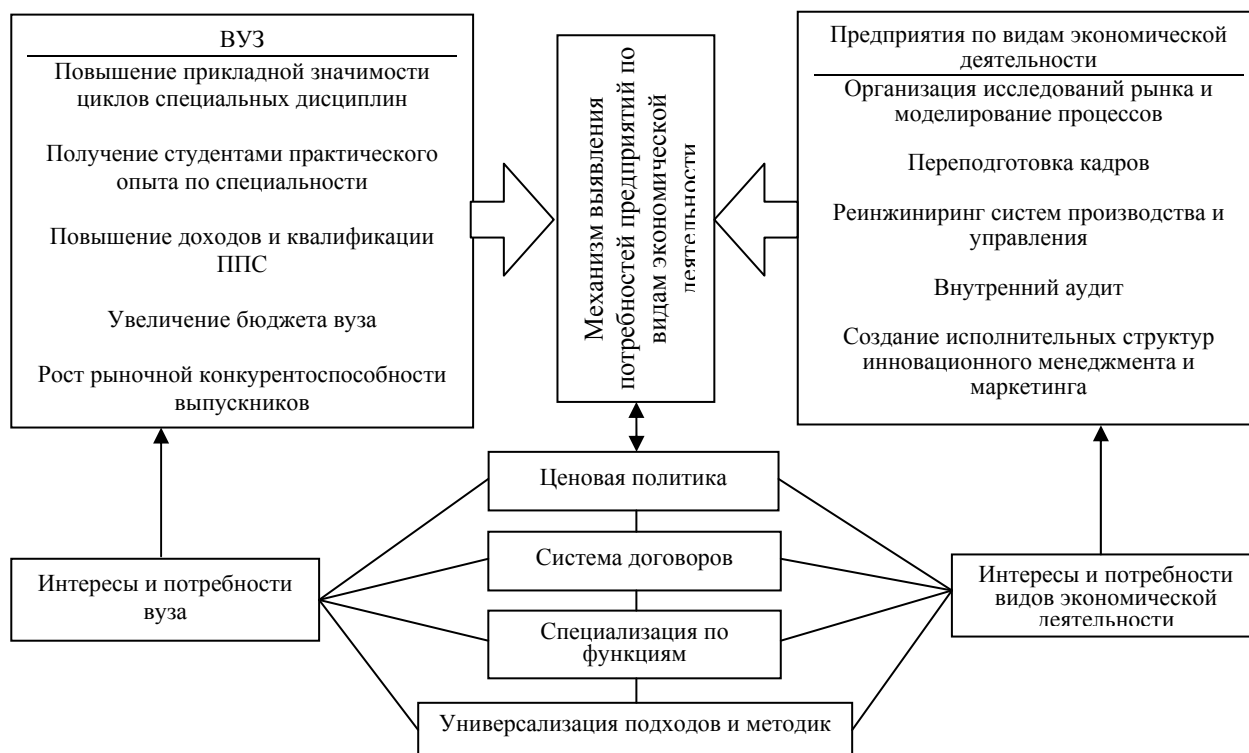 ВУЗ
Повышение прикладной значимости
циклов специальных дисциплин
Получение студентами практического
опыта по специальности
Повышение доходов и квалификации
ППС
Увеличение бюджета вуза
Рост рыночной конкурентоспособности
выпускников
Механизм выявления
потребностей предприятий по
видам экономической
деятельности
Предприятия по видам экономической
деятельности
Организация исследований рынка и
моделирование процессов
Переподготовка кадров
Реинжиниринг систем производства и
управления
Внутренний аудит
Создание исполнительных структур
инновационного менеджмента и
маркетинга
Ценовая политика
Система договоров
Специализация по
функциям
Универсализация подходов и методик
Интересы и потребности
вуза
Интересы и потребности
видов экономической
деятельности